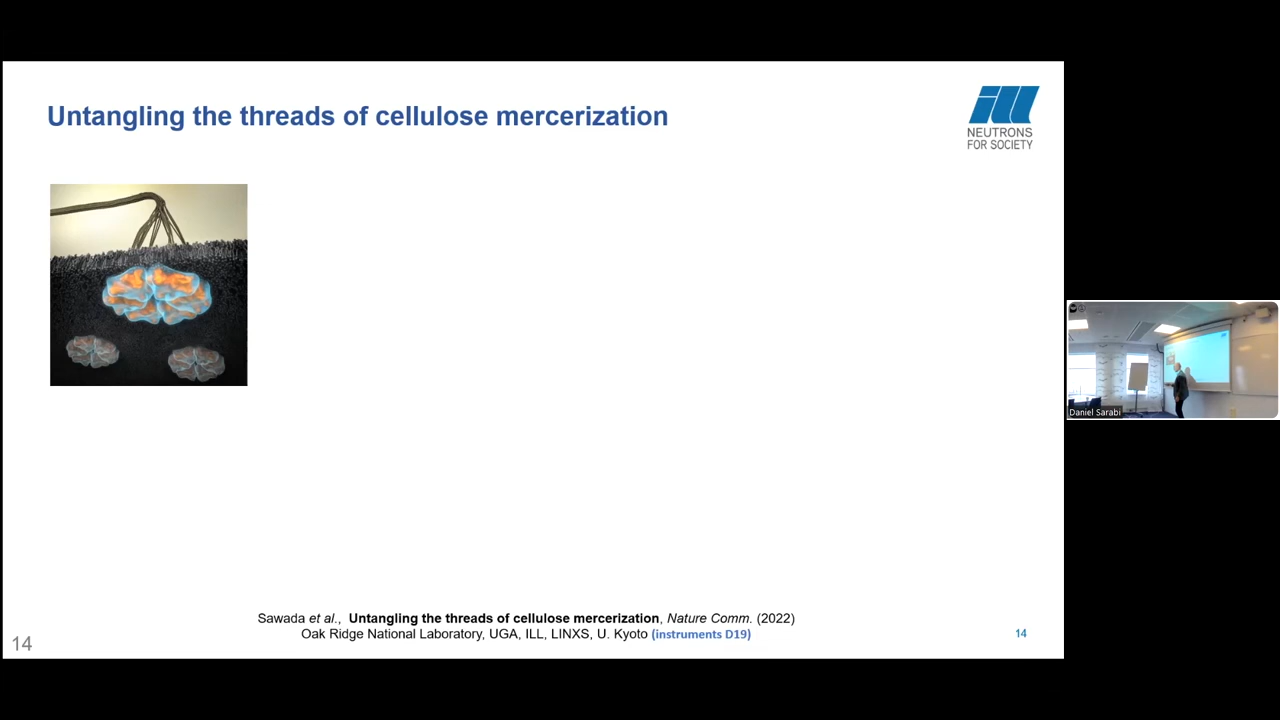 Untangling the threads of cellulose mercerization
ill
NEUTRONS
FOR SOCIETY
Daniel Sarabi
Sawada et al., Untangling the threads of cellulose mercerization, Nature Comm. (2022)
Oak Ridge National Laboratory, UGA, ILL, LINXS, U. Kyoto (instruments D19)
14
14